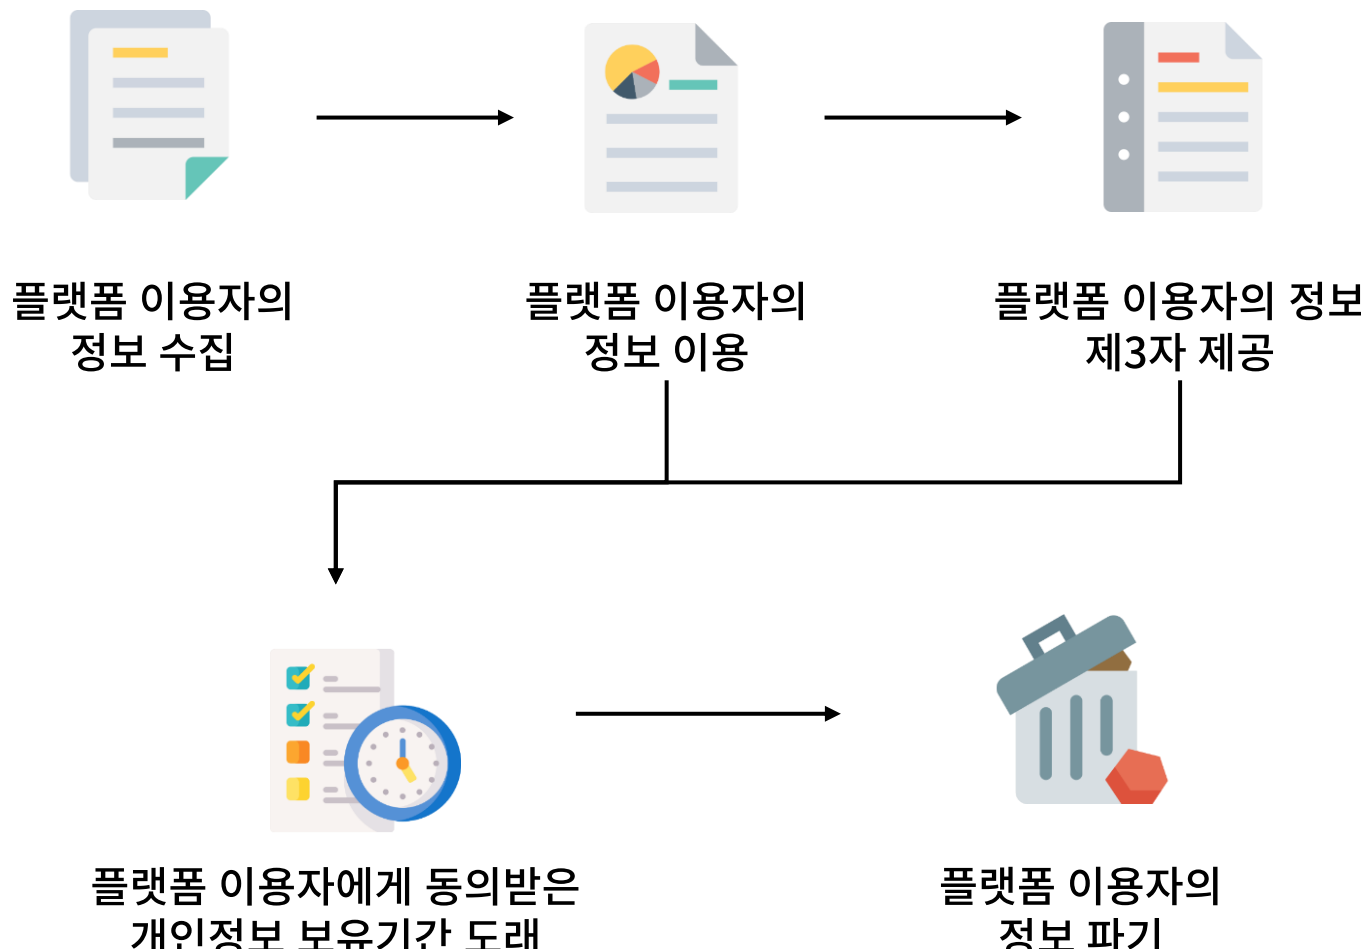 플랫폼 이용자의
정보 수집
플랫폼 이용자의
정보 이용
플랫폼 이용자의 정보
제3자 제공
플랫폼 이용자에게 동의받은
개인정보 보유기간 도래
플랫폼 이용자의
정보 파기